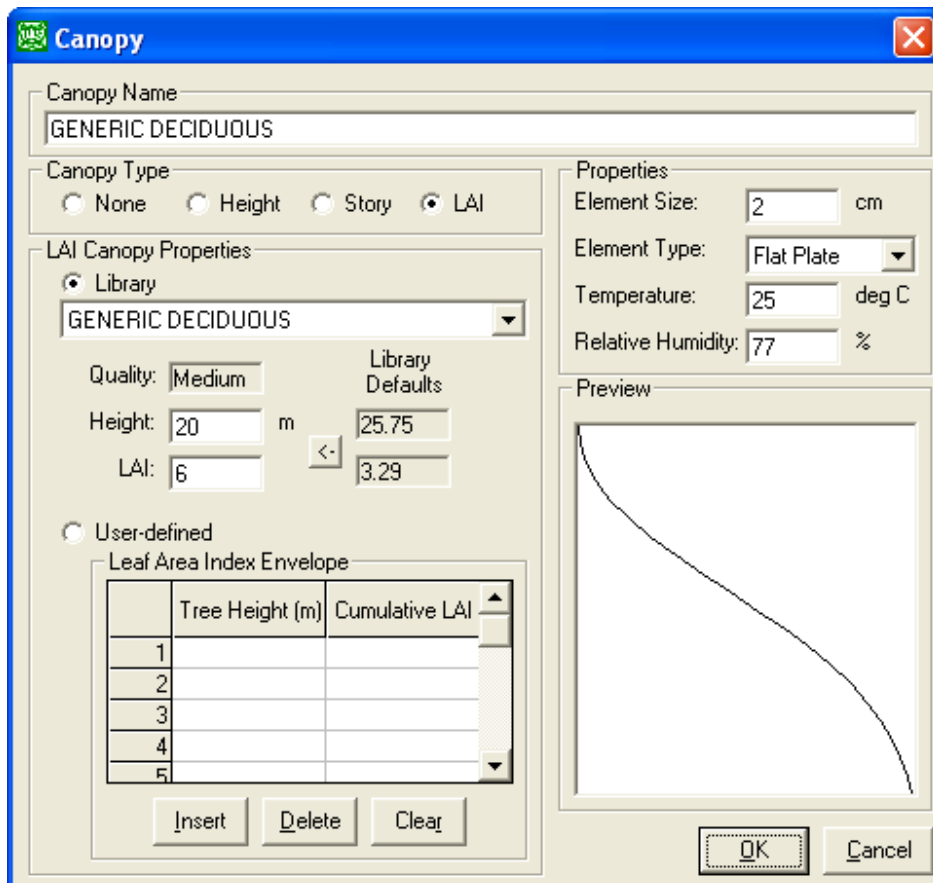 Canopy
Canopy Name
GENERIC DECIDUOUS
Canopy Type
None Height Story LAI
LAI Canopy Properties
Library
GENERIC DECIDUOUS
Quality: Medium Library Defaults
Height: 20 m 25.75
<-
LAI: 6 3.29
User-defined
Leaf Area Index Envelope
Tree Height (m) Cumulative LAI
1
2
3
4
5
Insert Delete Clear
Properties
Element Size: 2 cm
Element Type: Flat Plate
Temperature: 25 deg C
Relative Humidity: 77 %
Preview
OK Cancel